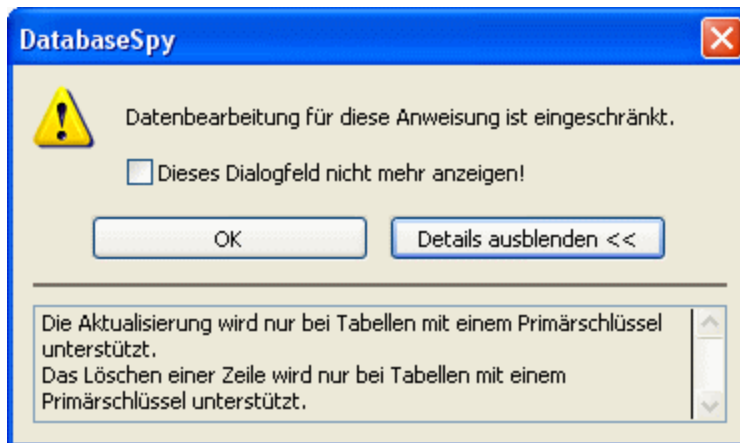 DatabaseSpy
Datenbearbeitung für diese Anweisung ist eingeschränkt.
Dieses Dialogfeld nicht mehr anzeigen!
OK
Details ausblenden <<
Die Aktualisierung wird nur bei Tabellen mit einem Primärschlüssel
unterstützt.
Das Löschen einer Zeile wird nur bei Tabellen mit einem
Primärschlüssel unterstützt.